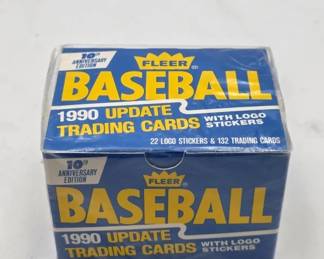 10th
ANNIVERSARY
EDITION
FLEER
BASEBALL
1990 UPDATE
TRADING CARDS
WITH LOGO
STICKERS
22 LOGO STICKERS & 132 TRADING CARDS
10th
ANNIVERSARY
EDITION
FLEER
BASEBALL
1990 UPDATE
TRADING CARDS
WITH LOGO
STICKERS